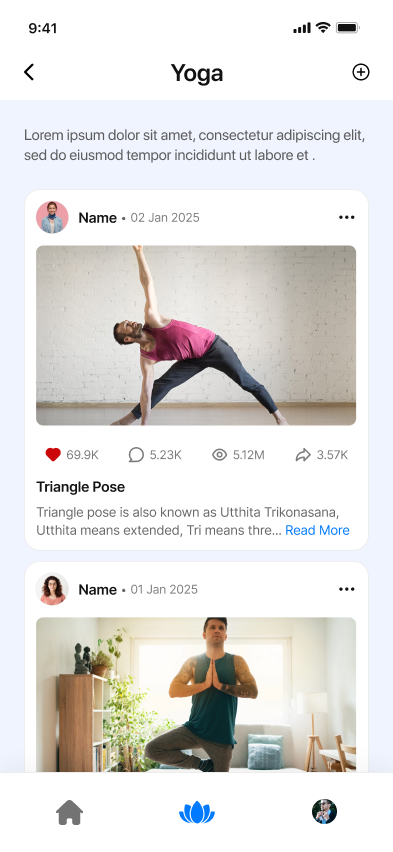 9:41
Yoga
Lorem ipsum dolor sit amet, consectetur adipiscing elit,
sed do eiusmod tempor incididunt ut labore et .
Name • 02 Jan 2025
69.9K 5.23K 5.12M 3.57K
Triangle Pose
Triangle pose is also known as Utthita Trikonasana,
Utthita means extended, Tri means thre... Read More
Name • 01 Jan 2025